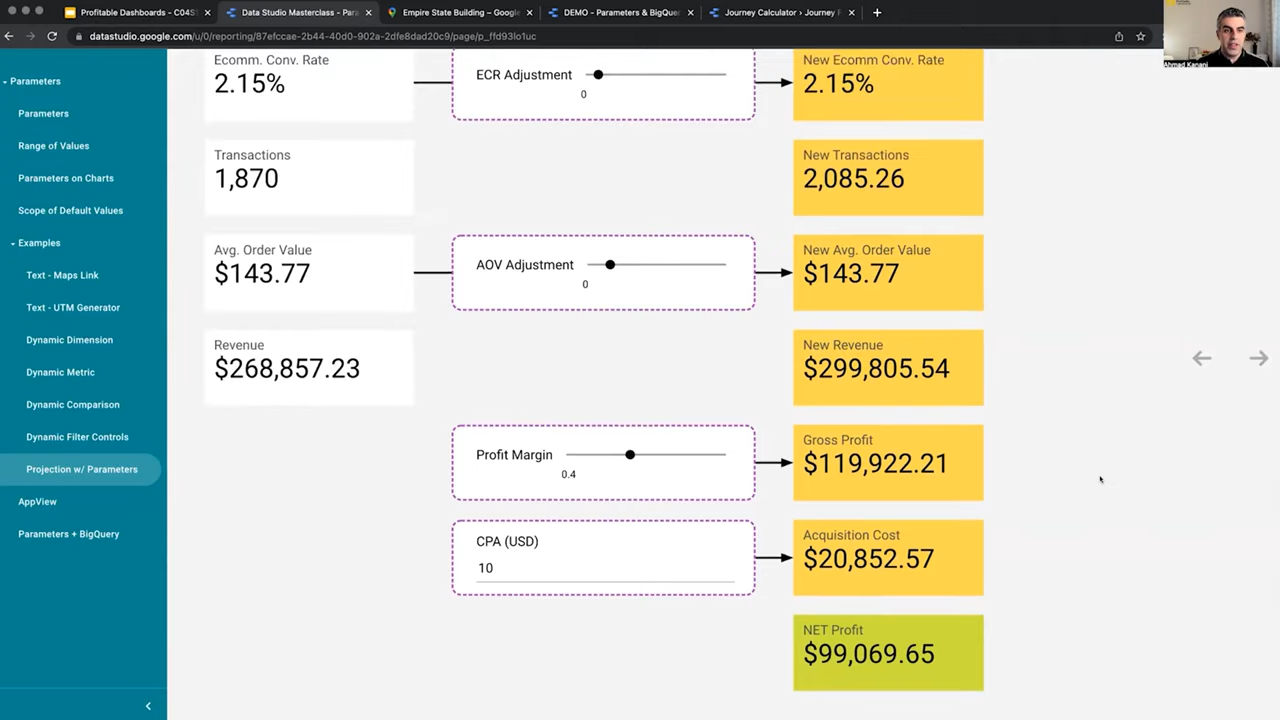 Profitable Dashboards - C04S
Data Studio Masterclass - Para
Empire State Building – Google
DEMO - Parameters & BigQuer
Journey Calculator › Journey F
datastudio.google.com/u/0/reporting/87efccae-2b44-40d0-902a-2dfe8dad20c9/page/p_ffd93lo1uc
Ahmad Kanani
Parameters
Parameters
Range of Values
Parameters on Charts
Scope of Default Values
Examples
Text - Maps Link
Text - UTM Generator
Dynamic Dimension
Dynamic Metric
Dynamic Comparison
Dynamic Filter Controls
Projection w/ Parameters
AppView
Parameters + BigQuery
Ecomm. Conv. Rate
2.15%
ECR Adjustment
0
New Ecomm Conv. Rate
2.15%
Transactions
1,870
New Transactions
2,085.26
Avg. Order Value
$143.77
AOV Adjustment
0
New Avg. Order Value
$143.77
Revenue
$268,857.23
New Revenue
$299,805.54
Profit Margin
0.4
Gross Profit
$119,922.21
CPA (USD)
10
Acquisition Cost
$20,852.57
NET Profit
$99,069.65